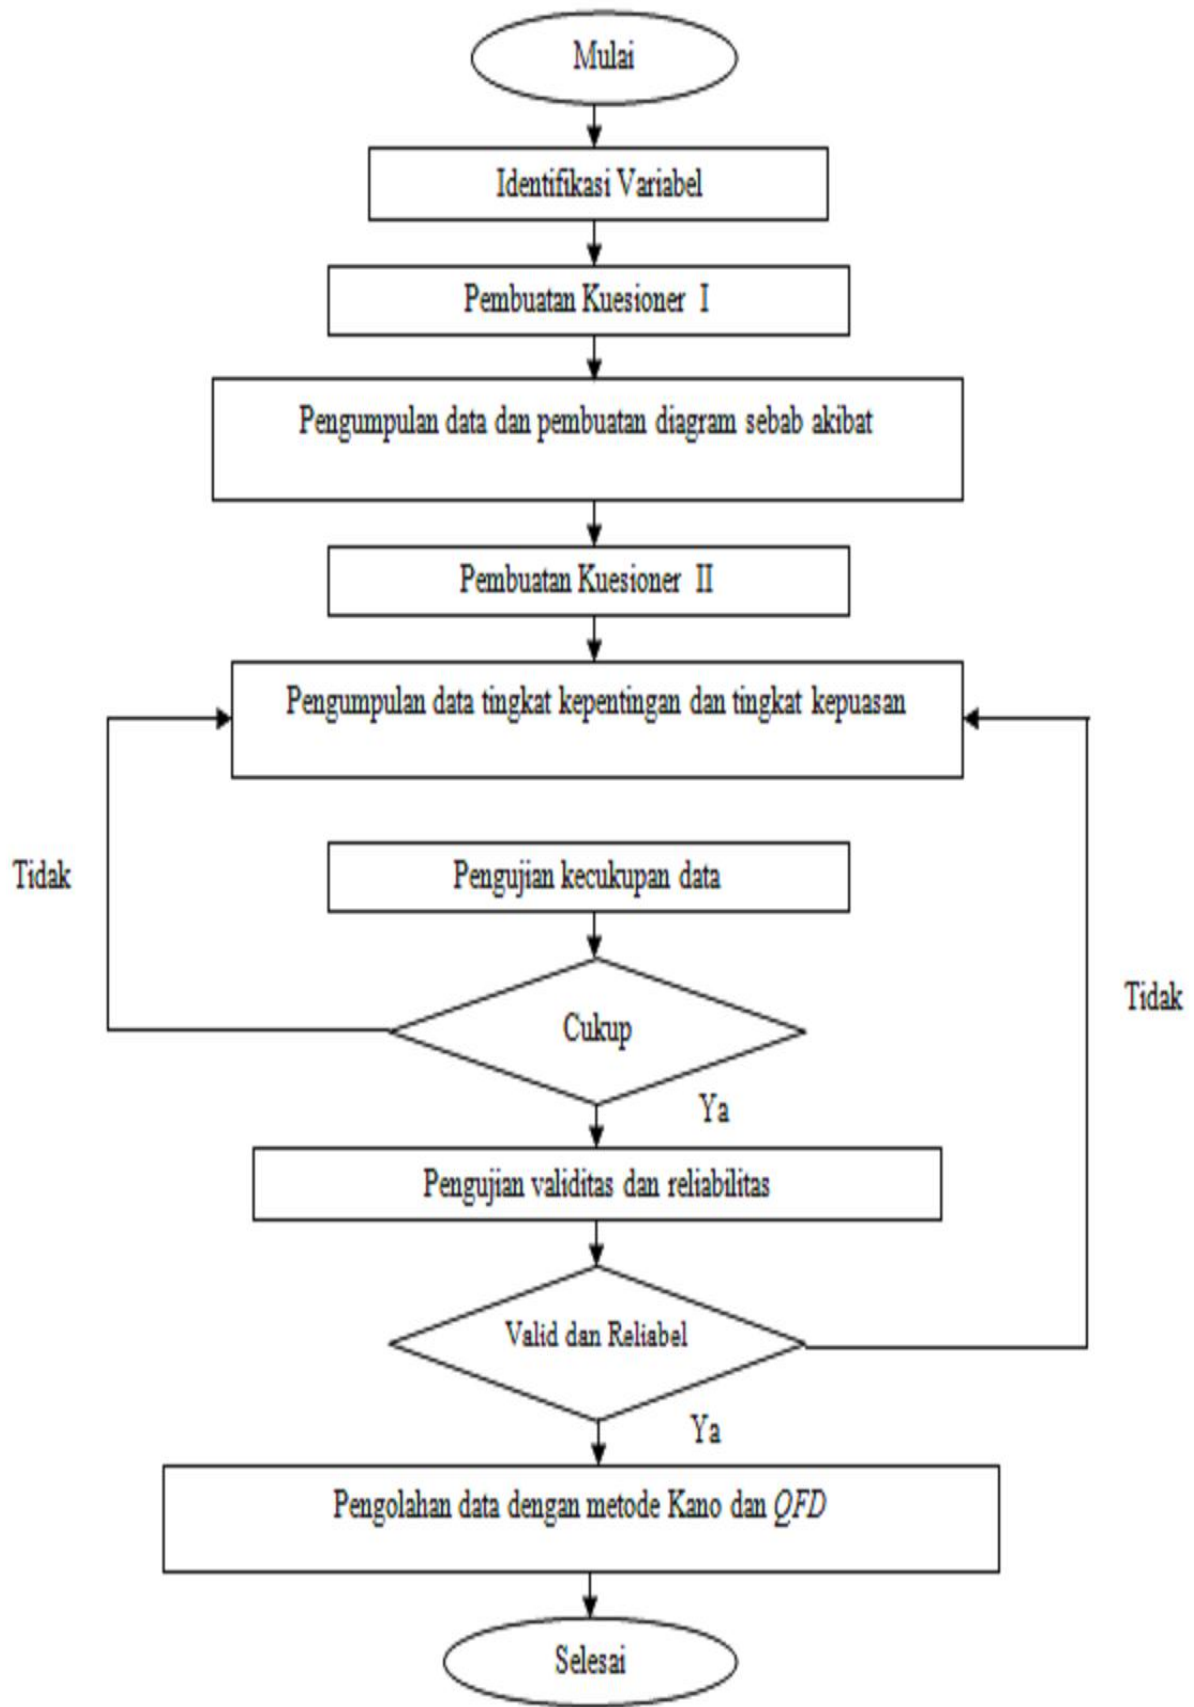 Mulai
Identifikasi Variabel
Pembuatan Kuesioner I
Pengumpulan data dan pembuatan diagram sebab akibat
Pembuatan Kuesioner II
Pengumpulan data tingkat kepentingan dan tingkat kepuasan
Tidak
Pengujian kecukupan data
Tidak
Cukup
Ya
Pengujian validitas dan reliabilitas
Valid dan Reliabel
Ya
Pengolahan data dengan metode Kano dan QFD
Selesai